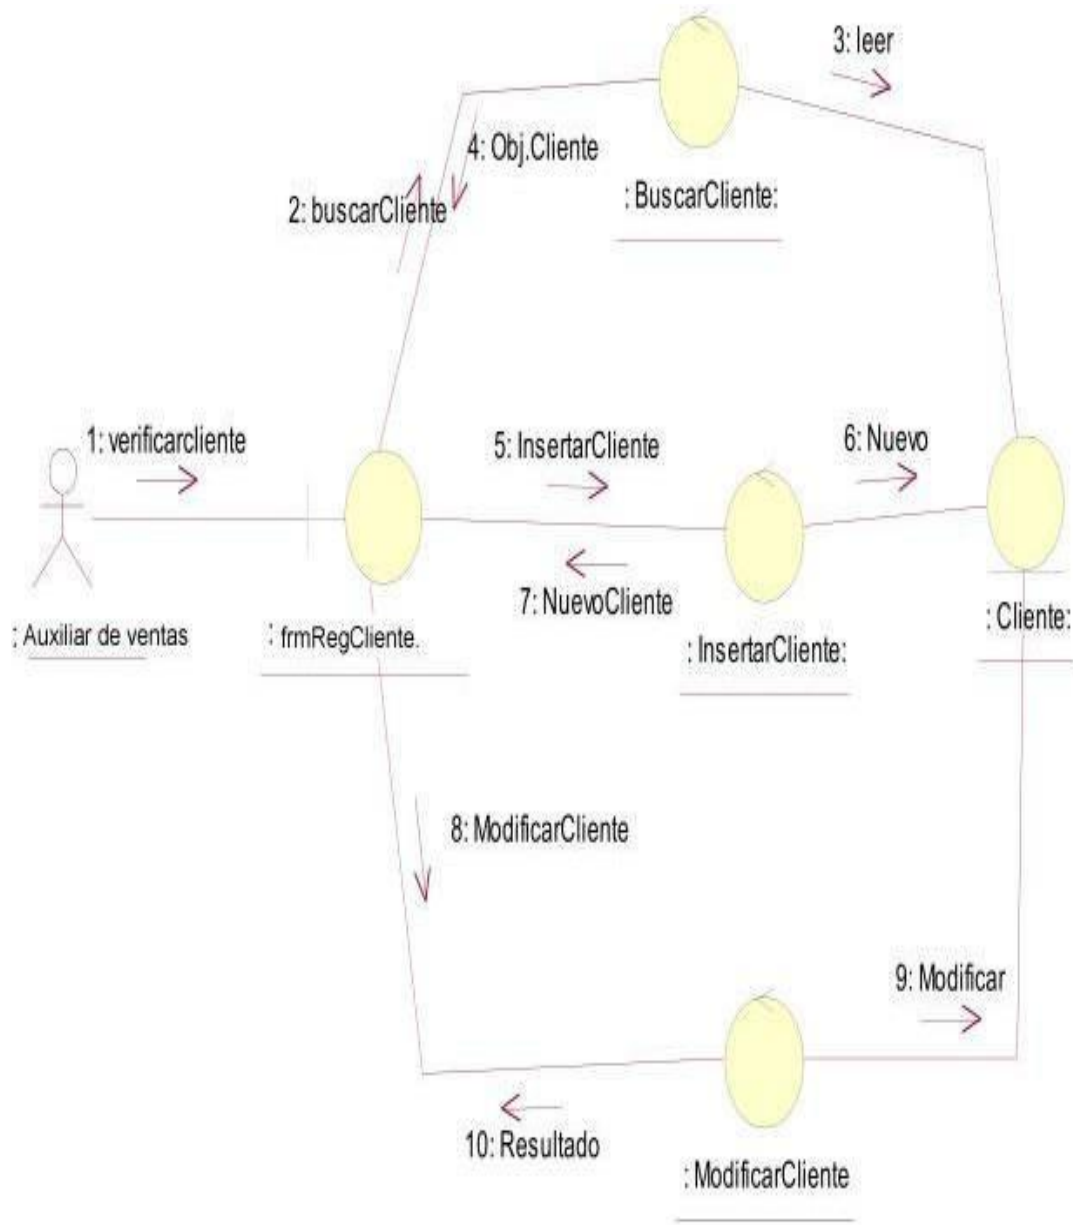 3: leer
4: Obj.Cliente
2: buscarCliente
: BuscarCliente:
1: verificarcliente
5: InsertarCliente
6: Nuevo
7: NuevoCliente
: Auxiliar de ventas
: frmRegCliente.
: InsertarCliente:
: Cliente:
8: ModificarCliente
9: Modificar
10: Resultado
: ModificarCliente